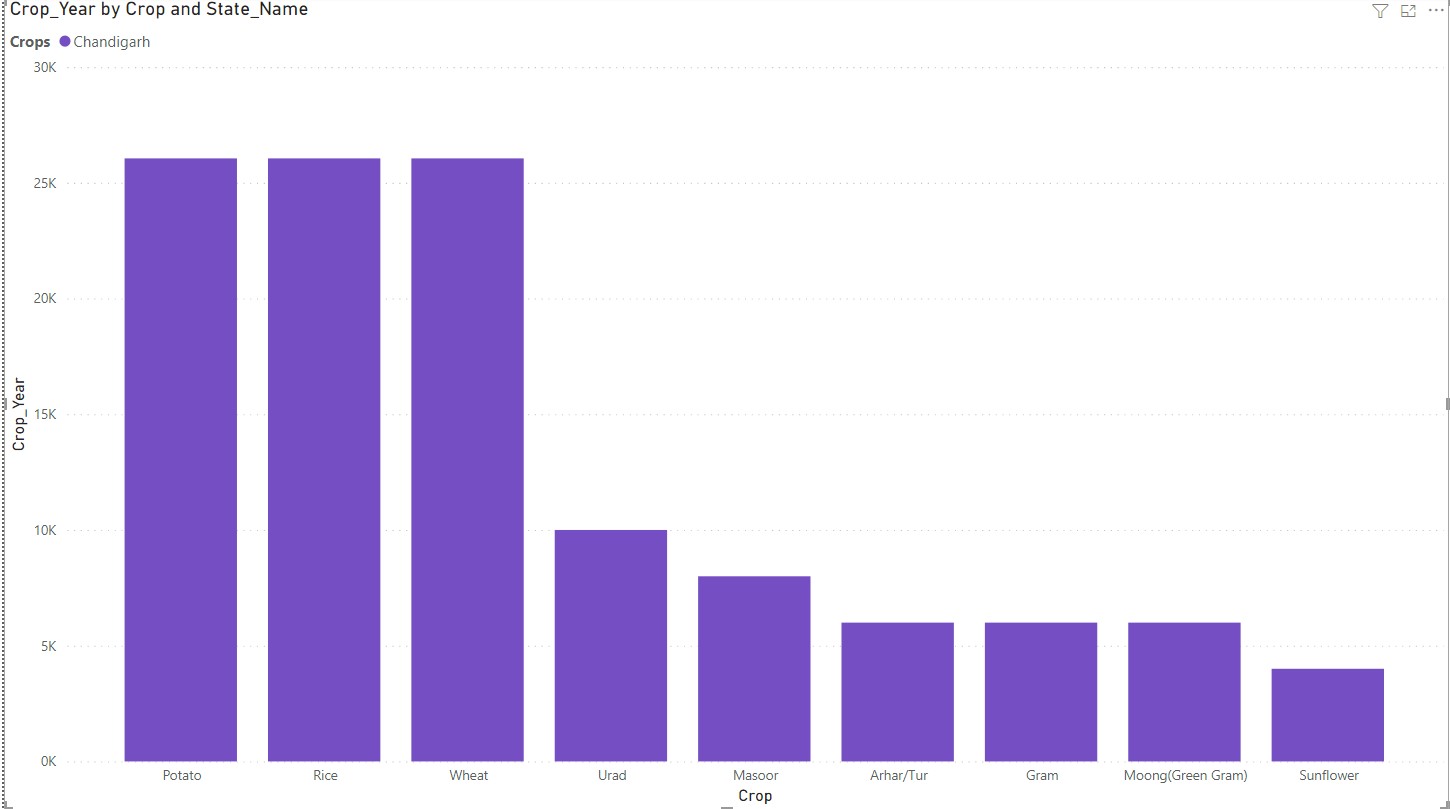 Crop_Year by Crop and State_Name
Crops Chandigarh
30K
25K
20K
15K
10K
5K
0K
Crop_Year
Potato Rice Wheat Urad Masoor Arhar/Tur Gram Moong(Green Gram) Sunflower
Crop